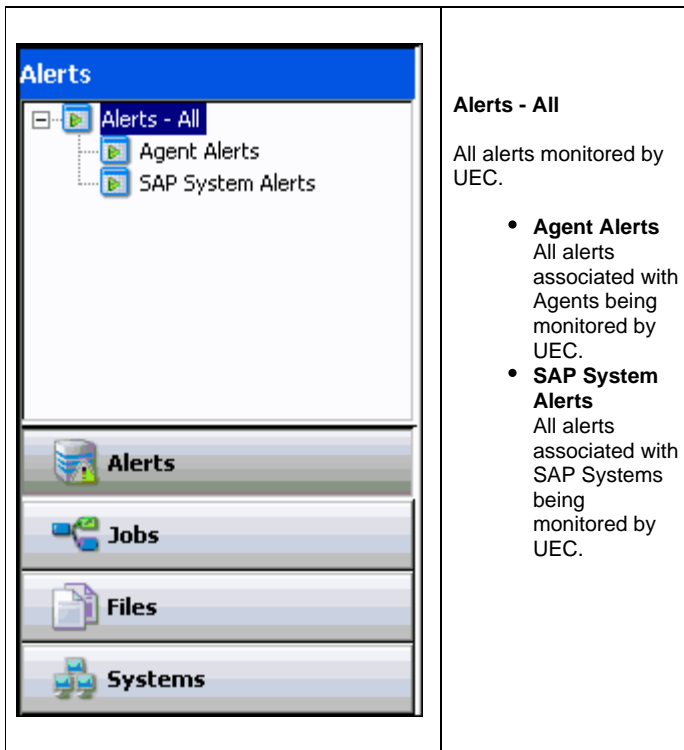 Alerts
Alerts - All
Agent Alerts
SAP System Alerts
Alerts
Jobs
Files
Systems
Alerts - All
All alerts monitored by
UEC.
• Agent Alerts
All alerts
associated with
Agents being
monitored by
UEC.
• SAP System
Alerts
All alerts
associated with
SAP Systems
being
monitored by
UEC.